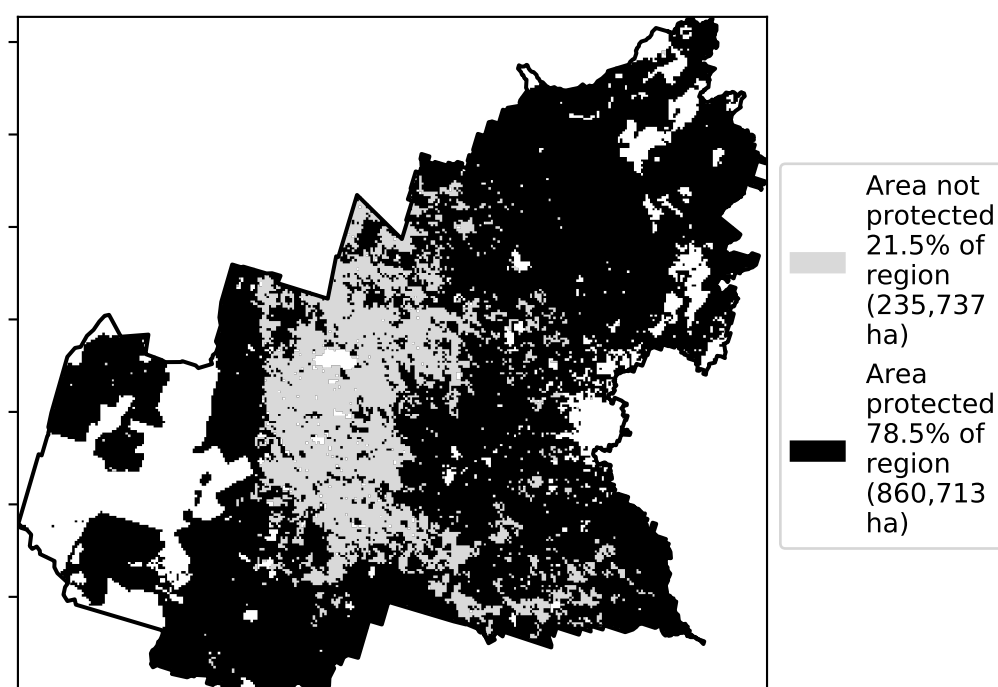 Area not
protected
21.5% of
region
(235,737
ha)
Area
protected
78.5% of
region
(860,713
ha)